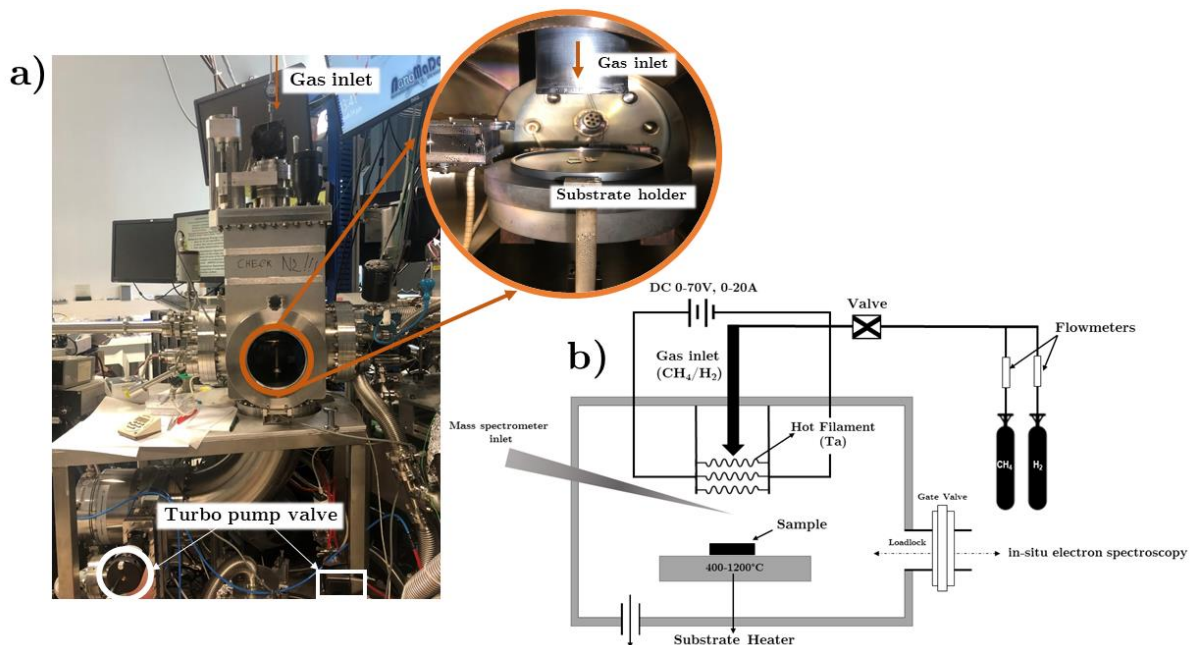 a)
Gas inlet
NanoMaDe
Gas inlet
Substrate holder
CHECK N2
Turbo pump valve
DC 0-70V, 0-20A
Valve
b)
Gas inlet
(CH₄/H₂)
Flowmeters
Mass spectrometer
inlet
Hot Filament
(Ta)
CH₄
H₂
Gate Valve
Sample
Loadlock
in-situ electron spectroscopy
400-1200°C
Substrate Heater